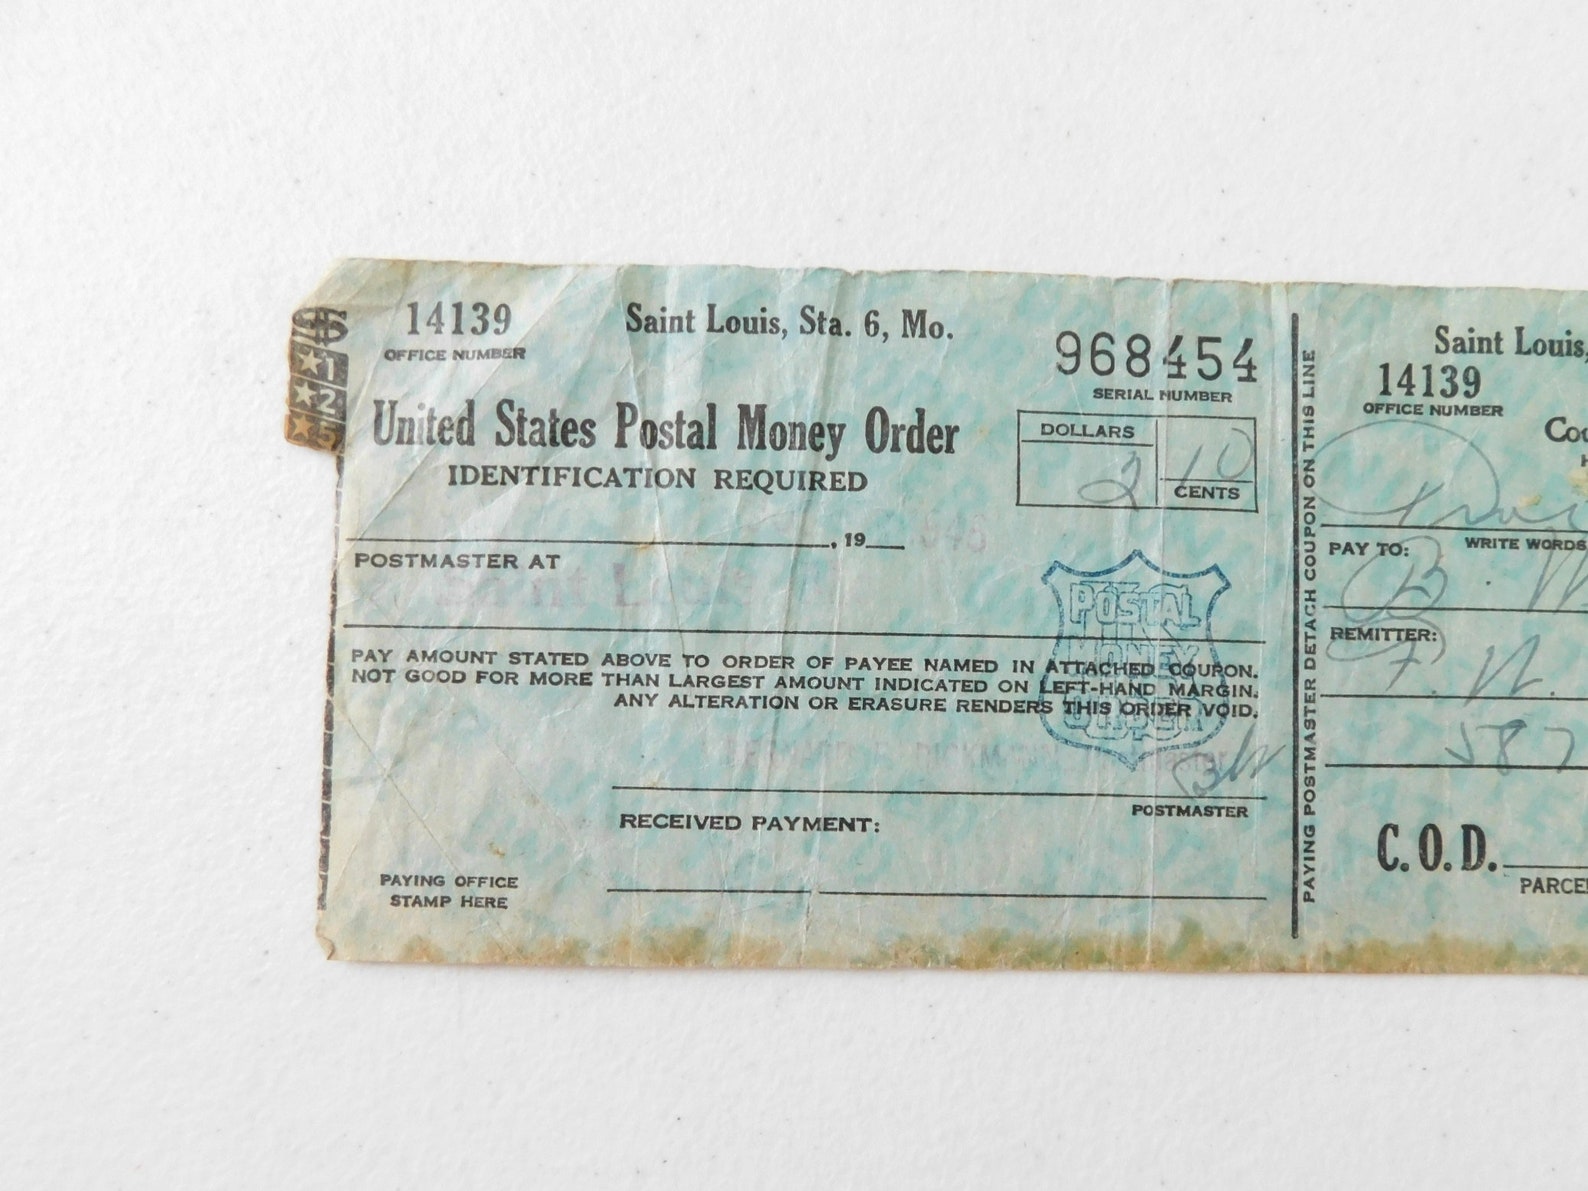 14139
OFFICE NUMBER
Saint Louis, Sta. 6, Mo.
968454
SERIAL NUMBER
$
★1
★2
★5
United States Postal Money Order
IDENTIFICATION REQUIRED
DOLLARS
2 10
CENTS
, 19
POSTMASTER AT
Saint
POSTAL
MONEY
ORDER
PAY AMOUNT STATED ABOVE TO ORDER OF PAYEE NAMED IN ATTACHED COUPON.
NOT GOOD FOR MORE THAN LARGEST AMOUNT INDICATED ON LEFT-HAND MARGIN.
ANY ALTERATION OR ERASURE RENDERS THIS ORDER VOID.
POSTMASTER
RECEIVED PAYMENT:
PAYING OFFICE
STAMP HERE
PAYING POSTMASTER DETACH COUPON ON THIS LINE
Saint Louis,
14139
OFFICE NUMBER
WRITE WORDS
PAY TO:
B.
REMITTER:
587
C.O.D.